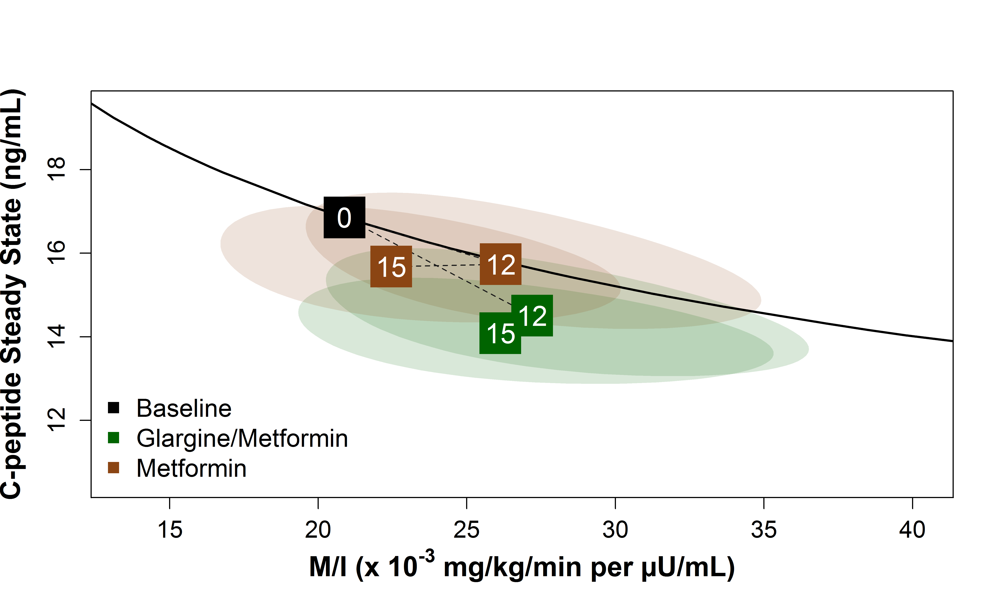 C-peptide Steady State (ng/mL)
18
16
14
12
0
15
12
12
15
Baseline
Glargine/Metformin
Metformin
15 20 25 30 35 40
M/I (x 10⁻³ mg/kg/min per µU/mL)